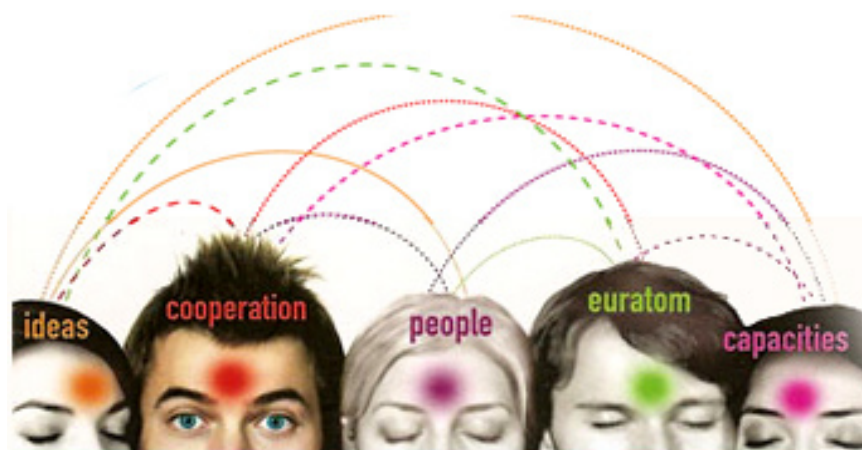 ideas
cooperation
people
euratom
capacities